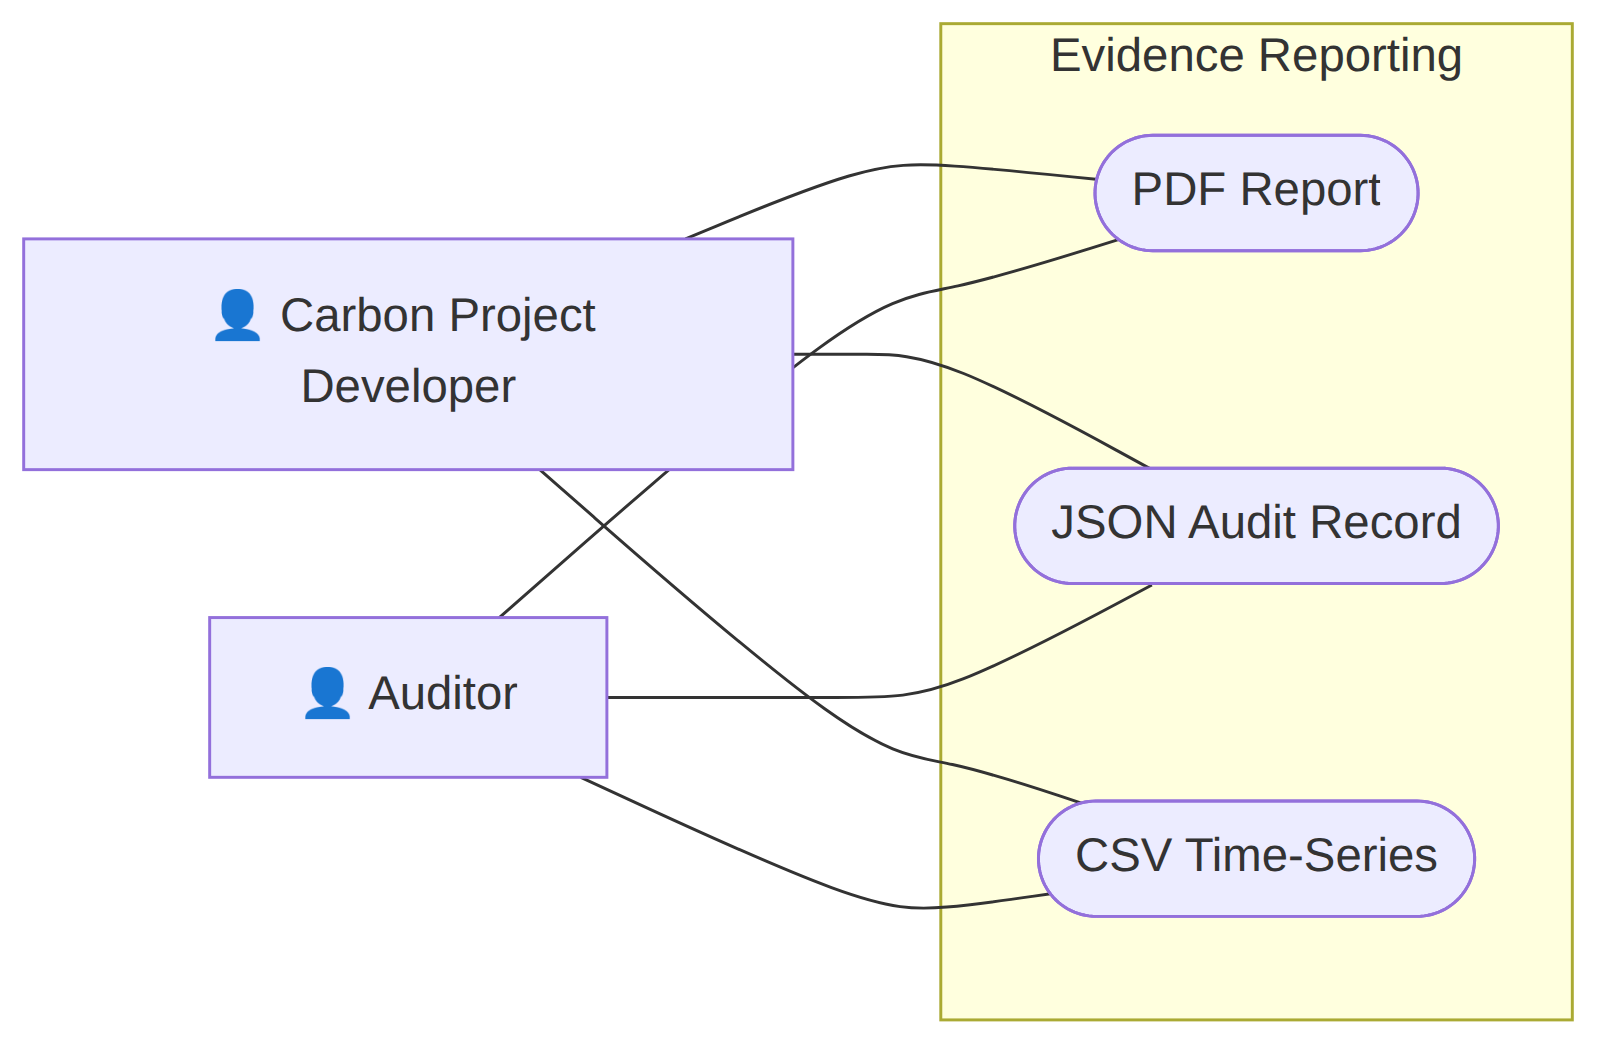 Evidence Reporting
PDF Report
👤 Carbon Project
Developer
JSON Audit Record
👤 Auditor
CSV Time-Series